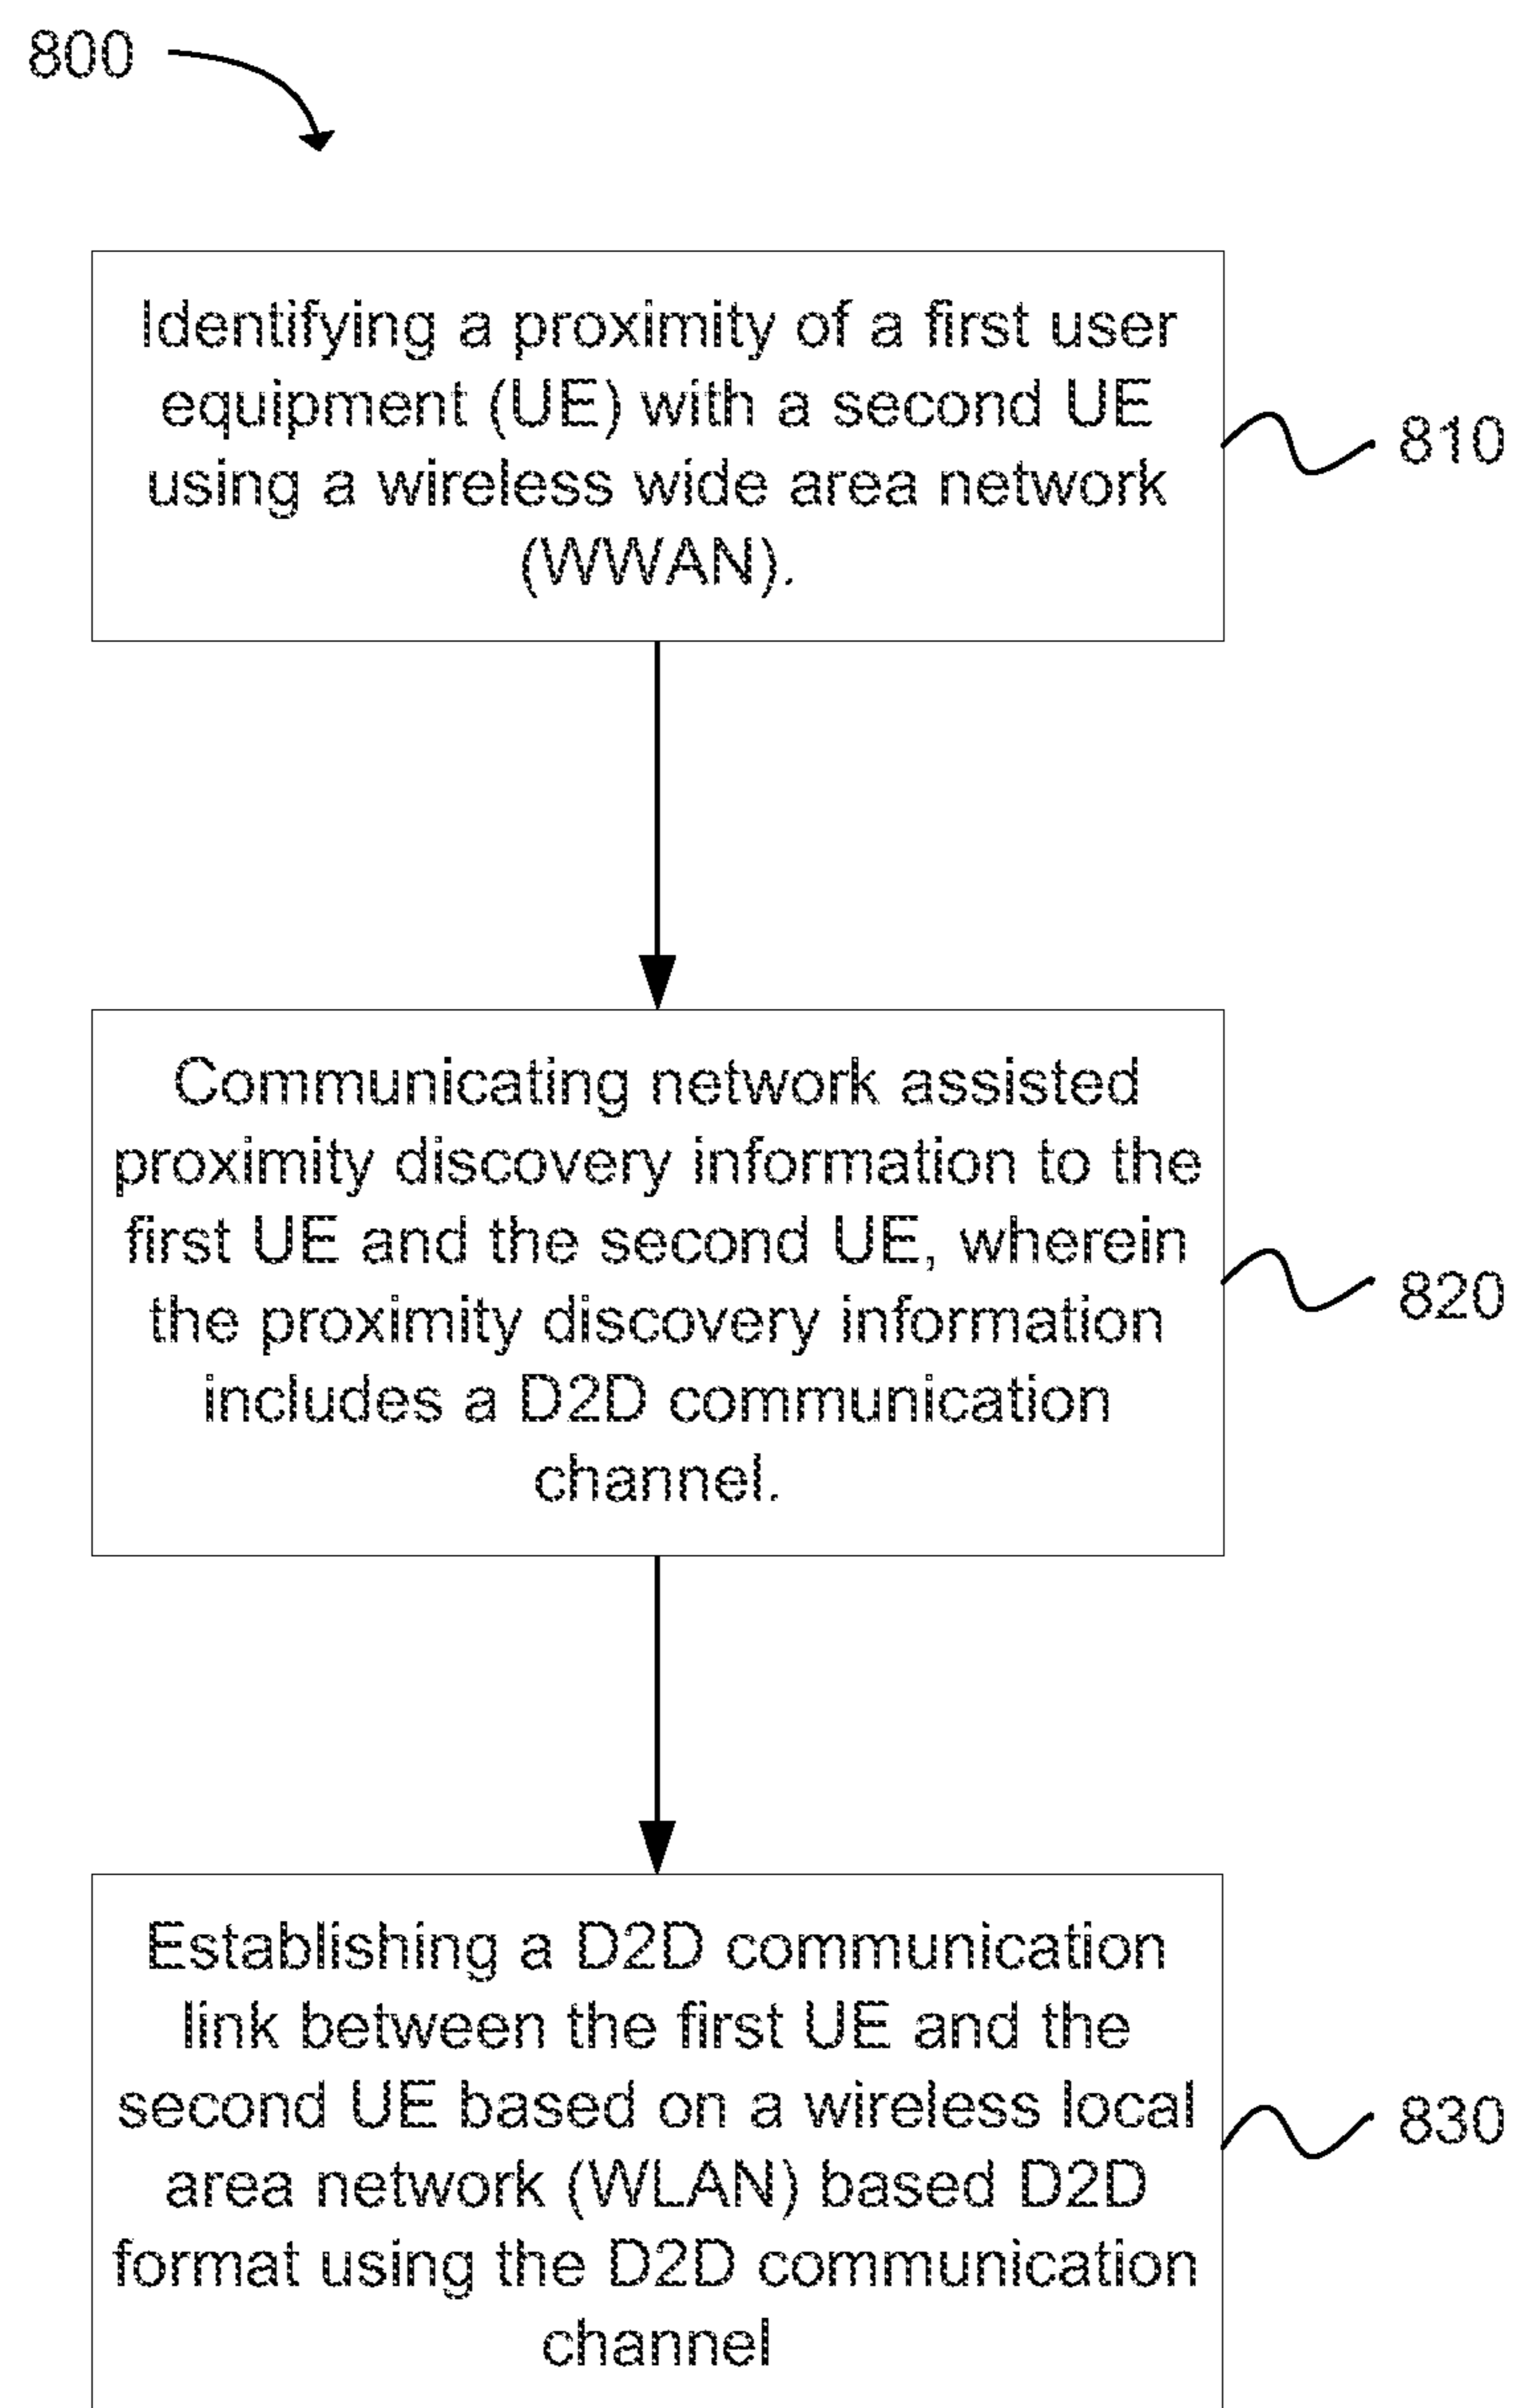 800
Identifying a proximity of a first user
equipment (UE) with a second UE
using a wireless wide area network
(WWAN).
810
Communicating network assisted
proximity discovery information to the
first UE and the second UE, wherein
the proximity discovery information
includes a D2D communication
channel.
820
Establishing a D2D communication
link between the first UE and the
second UE based on a wireless local
area network (WLAN) based D2D
format using the D2D communication
channel
830